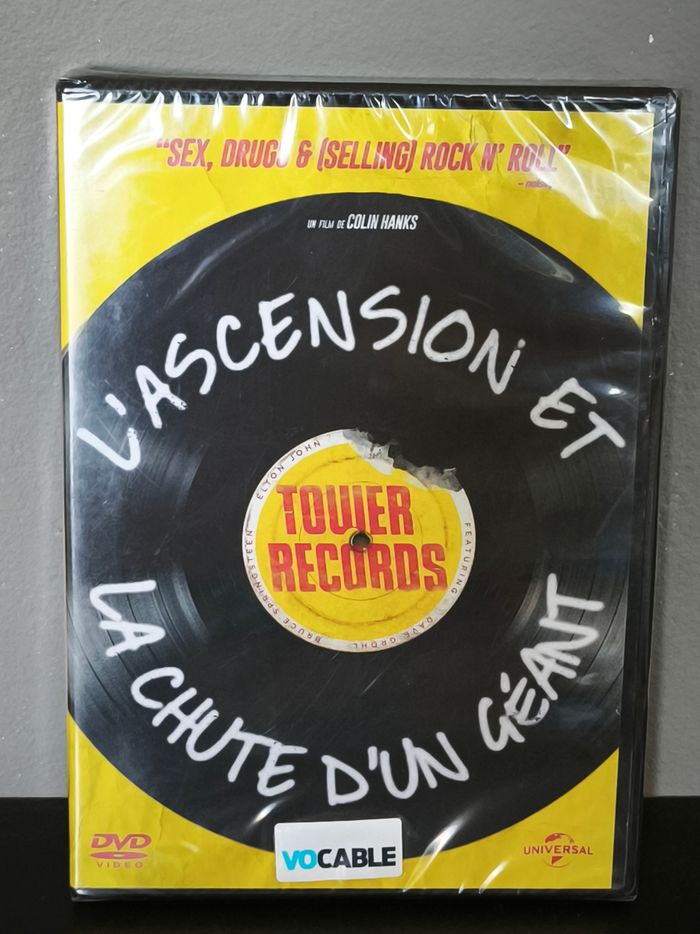 “SEX, DRUGS & (SELLING) ROCK N' ROLL”
UN FILM DE COLIN HANKS
L'ASCENSION ET
ELTON JOHN
TOWER
RECORDS
FEATURING
DAVE GROHL
BRUCE SPRINGSTEEN
LA CHUTE D'UN GÉANT
DVD
VIDEO
VOCABLE
UNIVERSAL